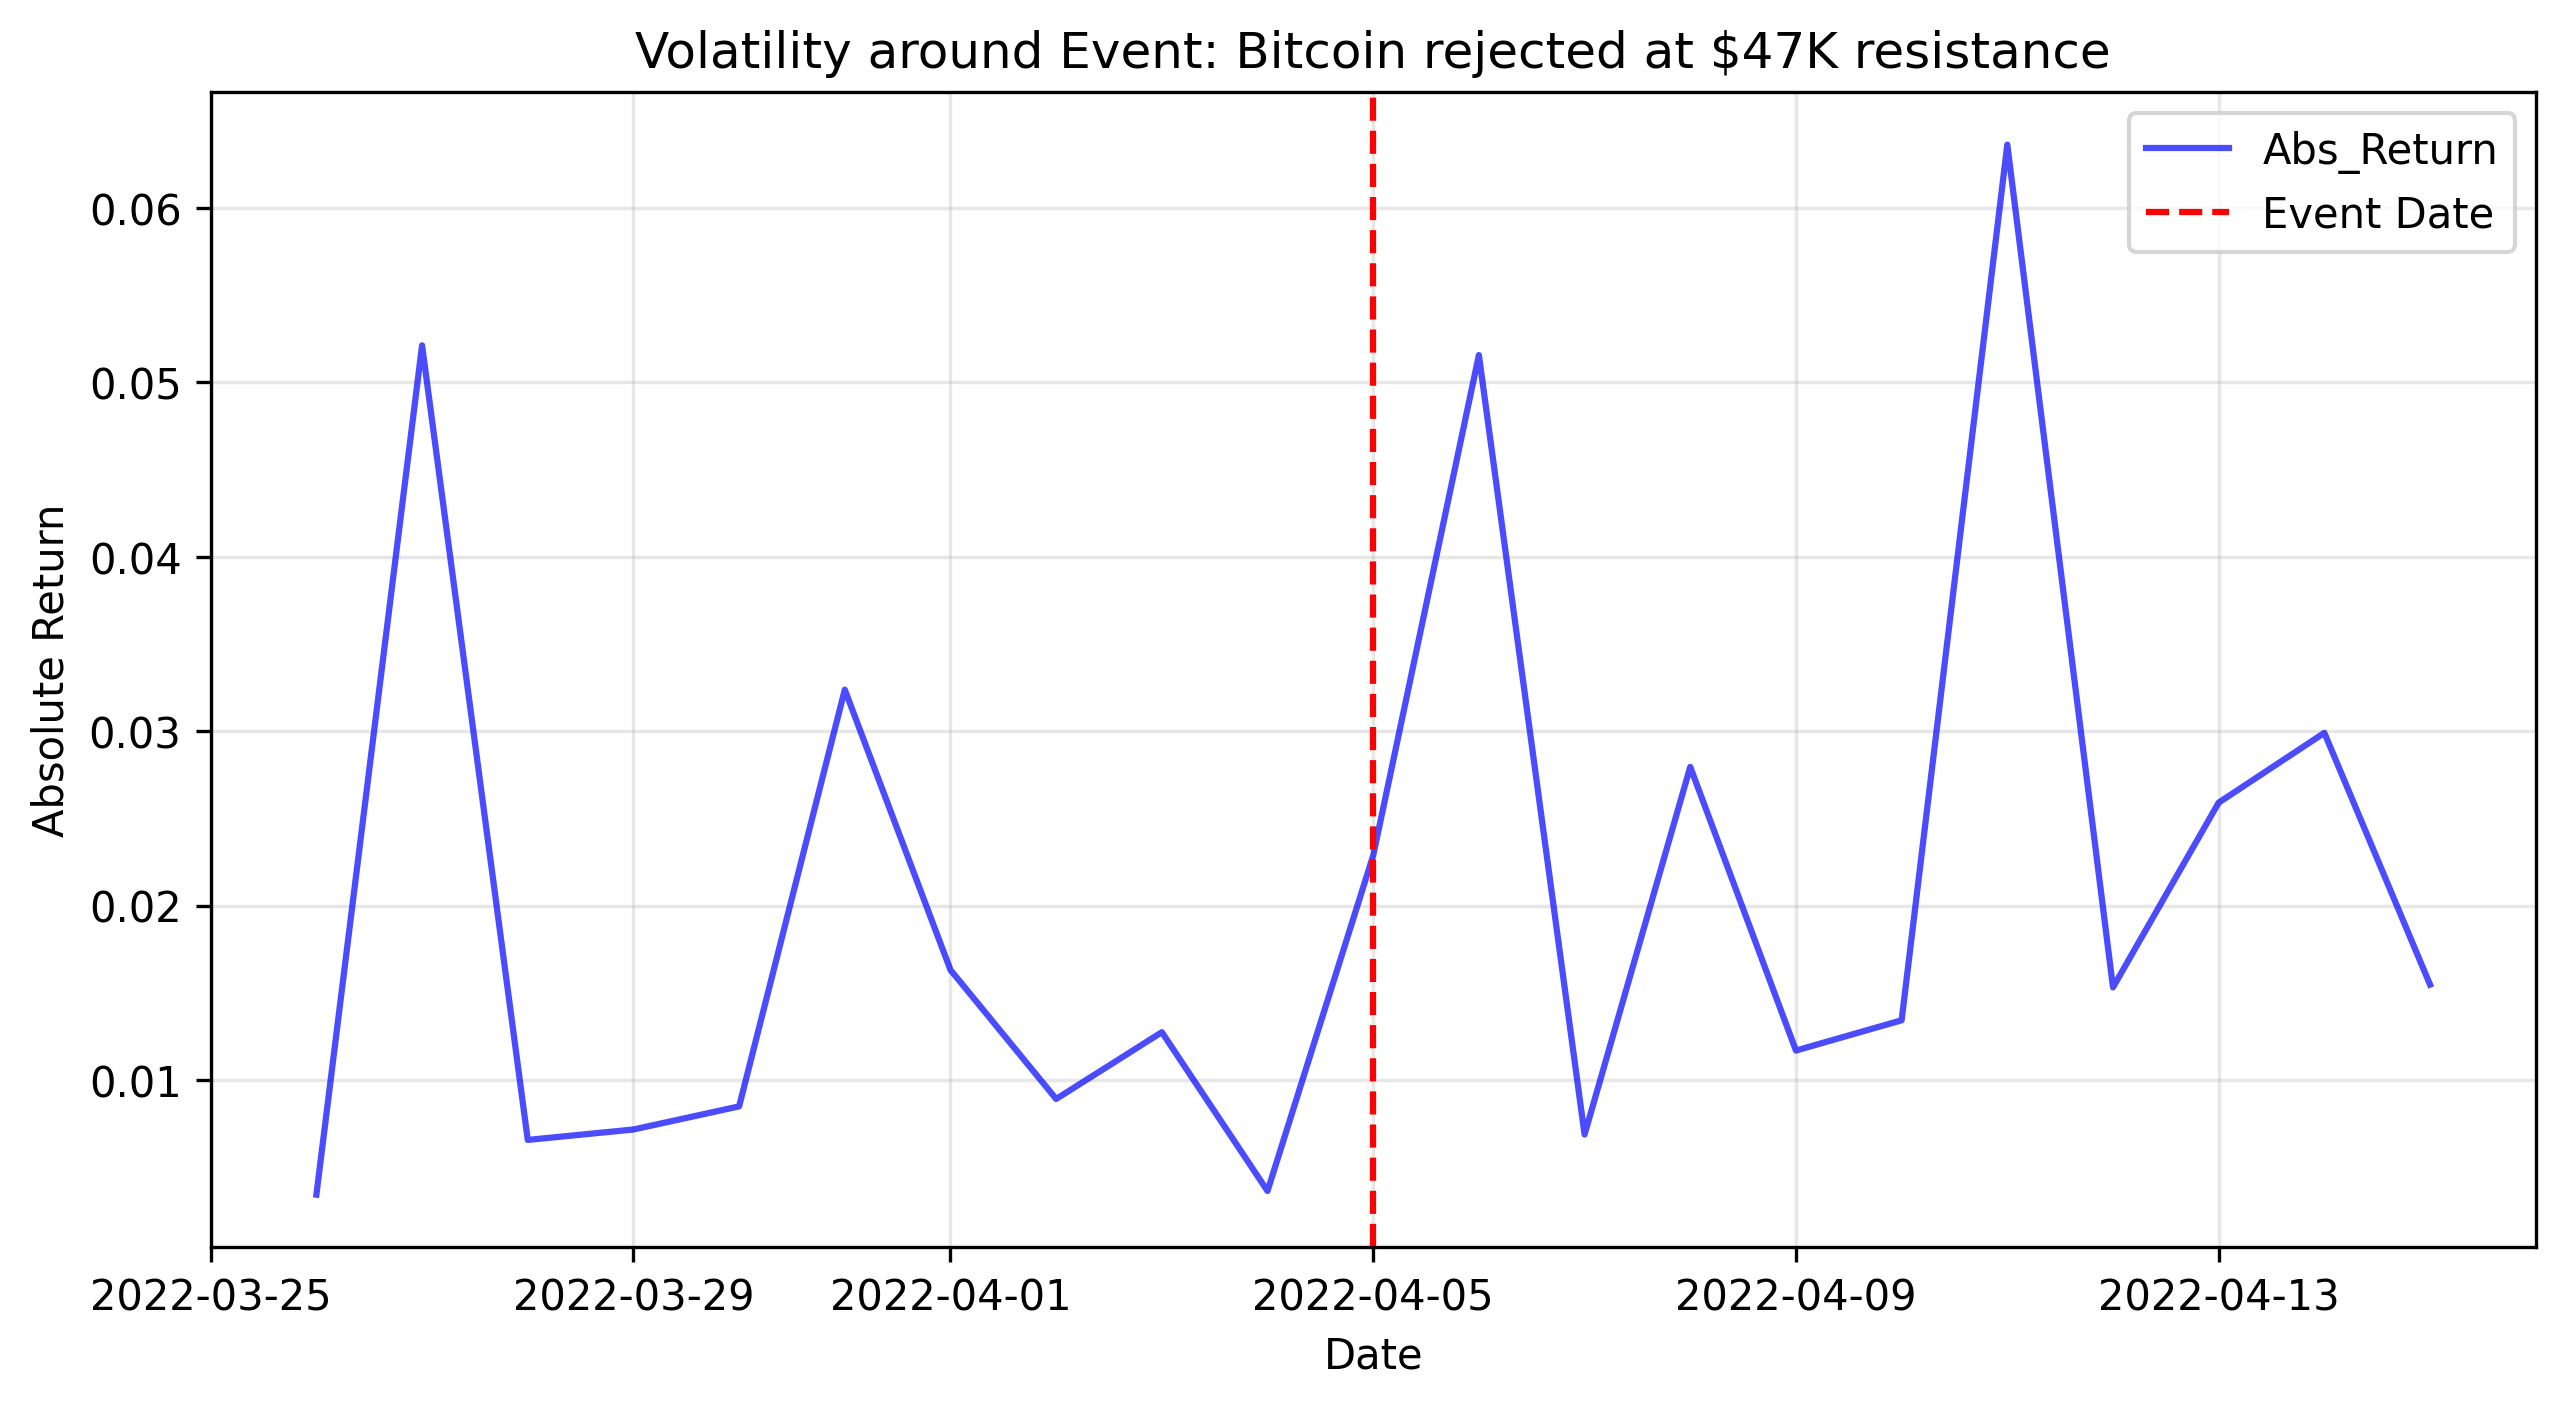 Volatility around Event: Bitcoin rejected at $47K resistance
Abs_Return
Event Date
0.06
0.05
0.04
0.03
0.02
0.01
Absolute Return
2022-03-25 2022-03-29 2022-04-01 2022-04-05 2022-04-09 2022-04-13
Date